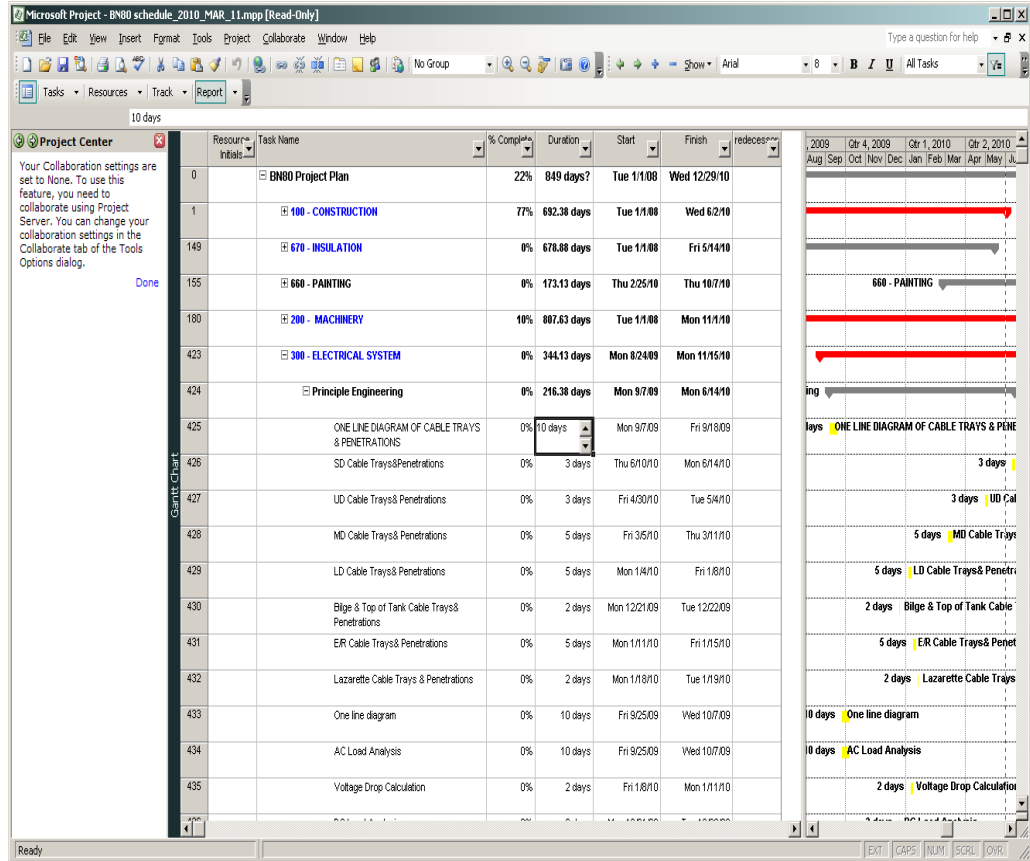 Microsoft Project - BN80 schedule_2010_MAR_11.mpp [Read-Only]
File Edit View Insert Format Tools Project Collaborate Window Help Type a question for help
No Group Show Arial 8 B I U All Tasks
Tasks Resources Track Report
10 days
Project Center
Your Collaboration settings are
set to None. To use this
feature, you need to
collaborate using Project
Server. You can change your
collaboration settings in the
Collaborate tab of the Tools
Options dialog.
Done
Gantt Chart
Resource Initials Task Name % Complete Duration Start Finish redecessor
, 2009 Qtr 4, 2009 Qtr 1, 2010 Qtr 2, 2010
Aug Sep Oct Nov Dec Jan Feb Mar Apr May Ju
0 BN80 Project Plan 22% 849 days? Tue 1/1/08 Wed 12/29/10
1 100 - CONSTRUCTION 77% 692.38 days Tue 1/1/08 Wed 6/2/10
149 670 - INSULATION 0% 678.88 days Tue 1/1/08 Fri 5/14/10
155 660 - PAINTING 0% 173.13 days Thu 2/25/10 Thu 10/7/10 660 - PAINTING
180 200 - MACHINERY 10% 807.63 days Tue 1/1/08 Mon 11/1/10
423 300 - ELECTRICAL SYSTEM 0% 344.13 days Mon 8/24/09 Mon 11/15/10
424 Principle Engineering 0% 216.38 days Mon 9/7/09 Mon 6/14/10 ing
425 ONE LINE DIAGRAM OF CABLE TRAYS & PENETRATIONS 0% 10 days Mon 9/7/09 Fri 9/18/09 lays ONE LINE DIAGRAM OF CABLE TRAYS & PENE
426 SD Cable Trays&Penetrations 0% 3 days Thu 6/10/10 Mon 6/14/10 3 days
427 UD Cable Trays& Penetrations 0% 3 days Fri 4/30/10 Tue 5/4/10 3 days UD Cal
428 MD Cable Trays& Penetrations 0% 5 days Fri 3/5/10 Thu 3/11/10 5 days MD Cable Trays
429 LD Cable Trays& Penetrations 0% 5 days Mon 1/4/10 Fri 1/8/10 5 days LD Cable Trays& Penetra
430 Bilge & Top of Tank Cable Trays& Penetrations 0% 2 days Mon 12/21/09 Tue 12/22/09 2 days Bilge & Top of Tank Cable
431 E/R Cable Trays& Penetrations 0% 5 days Mon 1/11/10 Fri 1/15/10 5 days E/R Cable Trays& Penet
432 Lazarette Cable Trays & Penetrations 0% 2 days Mon 1/18/10 Tue 1/19/10 2 days Lazarette Cable Trays
433 One line diagram 0% 10 days Fri 9/25/09 Wed 10/7/09 10 days One line diagram
434 AC Load Analysis 0% 10 days Fri 9/25/09 Wed 10/7/09 10 days AC Load Analysis
435 Voltage Drop Calculation 0% 2 days Fri 1/8/10 Mon 1/11/10 2 days Voltage Drop Calculation
Ready EXT CAPS NUM SCRL OVR